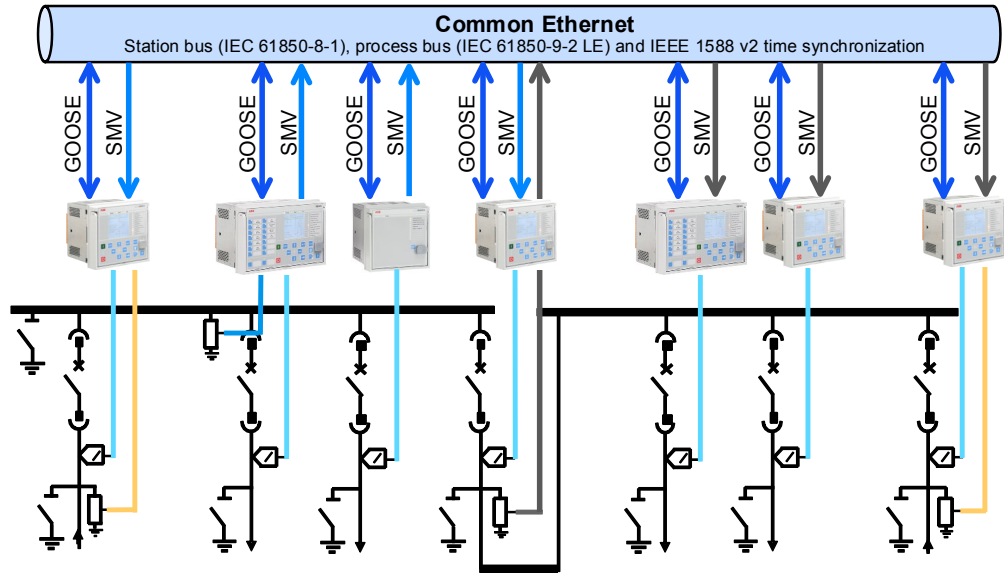 Common Ethernet
Station bus (IEC 61850-8-1), process bus (IEC 61850-9-2 LE) and IEEE 1588 v2 time synchronization
GOOSE
SMV
GOOSE
SMV
GOOSE
SMV
GOOSE
SMV
GOOSE
SMV
GOOSE
SMV
GOOSE
SMV